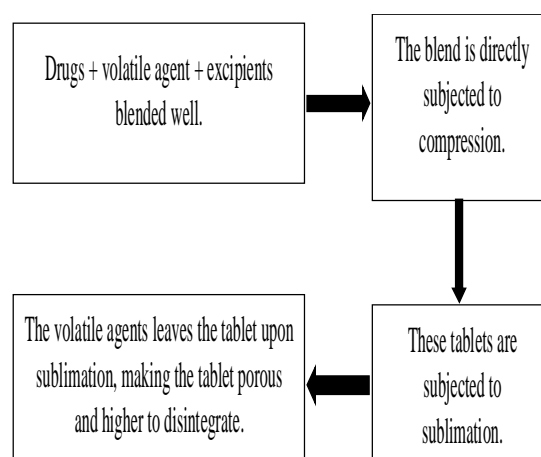 Drugs + volatile agent + excipients
blended well.
The blend is directly
subjected to
compression.
These tablets are
subjected to
sublimation.
The volatile agents leaves the tablet upon
sublimation, making the tablet porous
and higher to disintegrate.